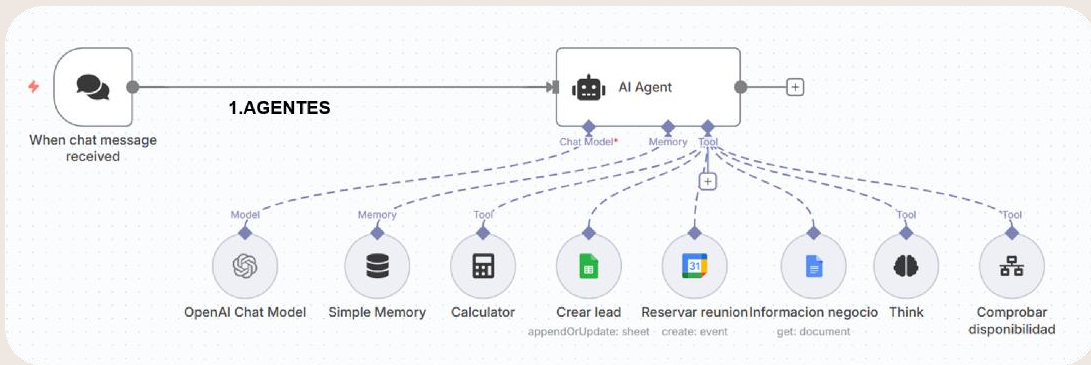 AI Agent
1.AGENTES
When chat message
received
Chat Model*
Memory
Tool
Model
Memory
Tool
Tool
Tool
31
OpenAI Chat Model
Simple Memory
Calculator
Crear lead
Reservar reunion
Informacion negocio
Think
Comprobar
disponibilidad
appendOrUpdate: sheet
create: event
get: document